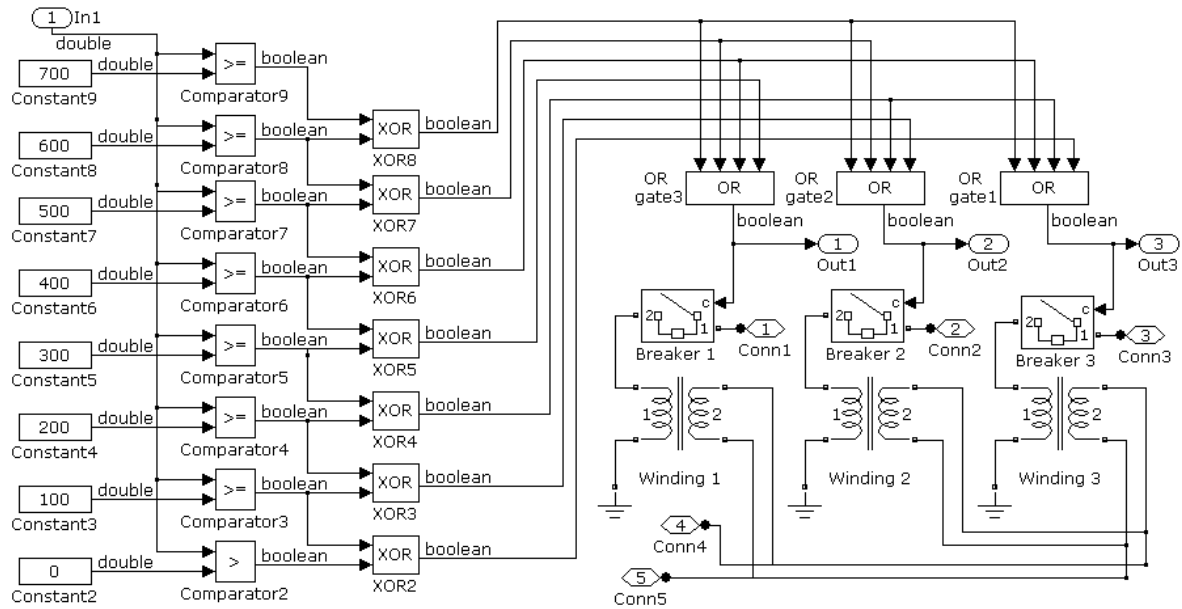 1 In1
double
700 double >= boolean
Constant9 Comparator9
600 double >= boolean XOR boolean
Constant8 Comparator8 XOR8
500 double >= boolean XOR boolean
Constant7 Comparator7 XOR7
400 double >= boolean XOR boolean
Constant6 Comparator6 XOR6
300 double >= boolean XOR boolean
Constant5 Comparator5 XOR5
200 double >= boolean XOR boolean
Constant4 Comparator4 XOR4
100 double >= boolean XOR boolean
Constant3 Comparator3 XOR3
0 double > boolean XOR boolean
Constant2 Comparator2 XOR2
OR gate3 OR OR gate2 OR OR gate1 OR
boolean boolean boolean
1 2 3
Out1 Out2 Out3
c c c
2 1 1 2 1 2 2 1 3
Breaker 1 Conn1 Breaker 2 Conn2 Breaker 3 Conn3
1 2 1 2 1 2
Winding 1 Winding 2 Winding 3
4
Conn4
5
Conn5